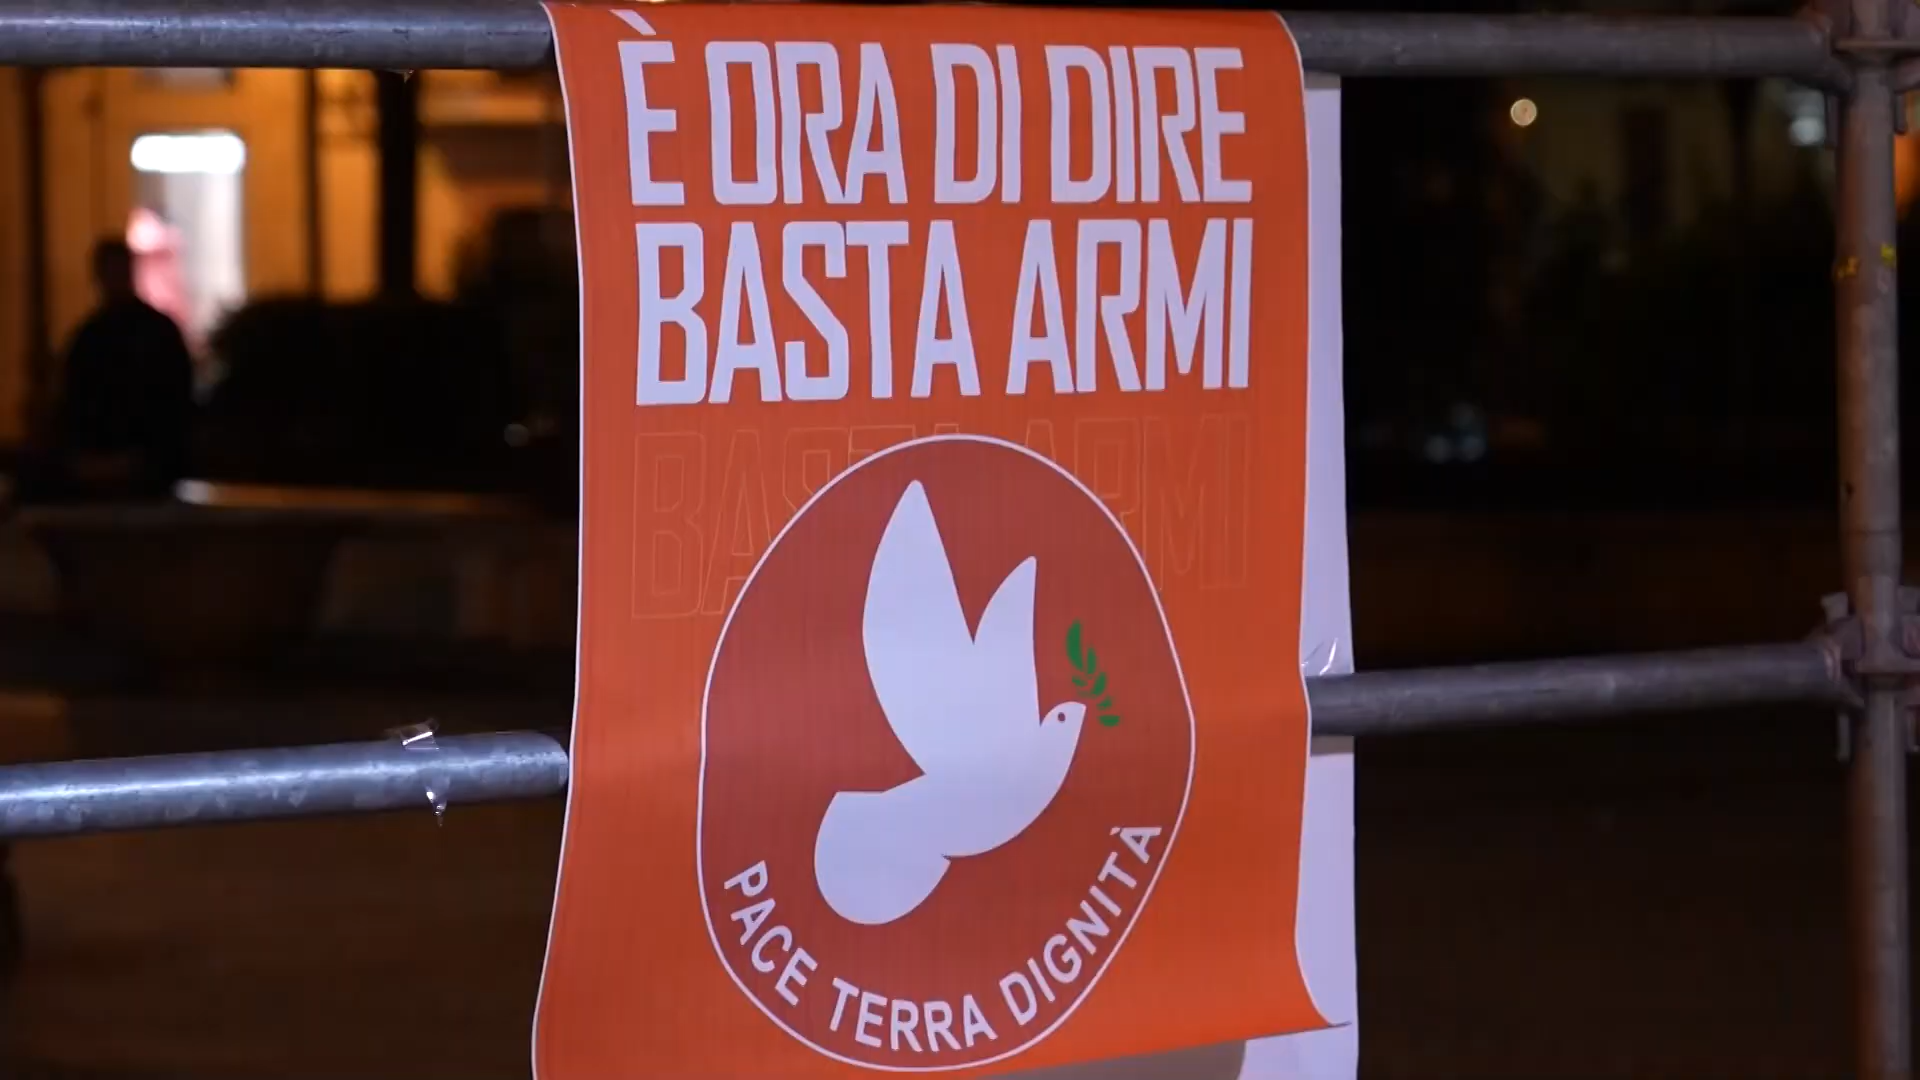 È ORA DI DIRE
BASTA ARMI
BASTA ARMI
PACE TERRA DIGNITÀ